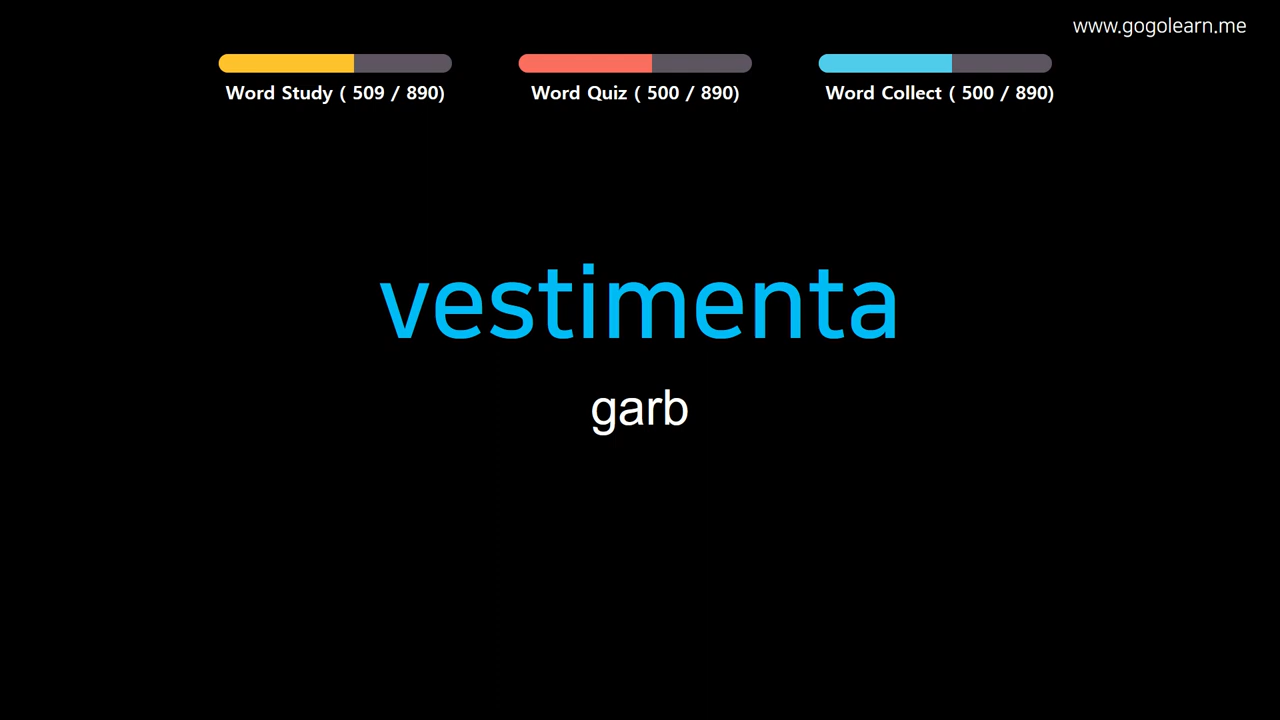 www.gogolearn.me
Word Study ( 509 / 890)
Word Quiz ( 500 / 890)
Word Collect ( 500 / 890)
vestimenta
garb